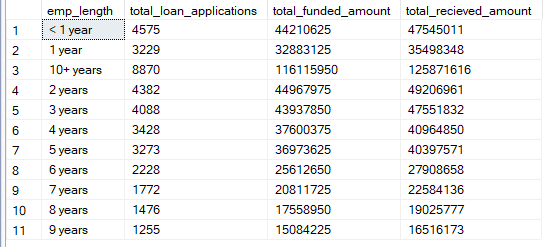 emp_length total_loan_applications total_funded_amount total_recieved_amount
1 < 1 year 4575 44210625 47545011
2 1 year 3229 32883125 35498348
3 10+ years 8870 116115950 125871616
4 2 years 4382 44967975 49206961
5 3 years 4088 43937850 47551832
6 4 years 3428 37600375 40964850
7 5 years 3273 36973625 40397571
8 6 years 2228 25612650 27908658
9 7 years 1772 20811725 22584136
10 8 years 1476 17558950 19025777
11 9 years 1255 15084225 16516173